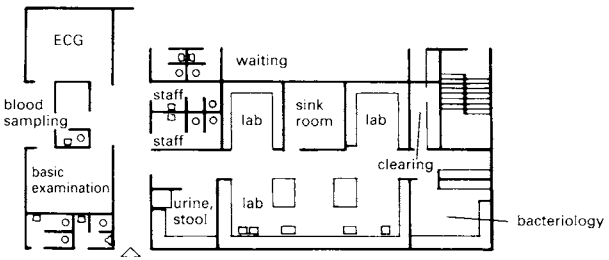 ECG
waiting
blood
sampling
staff
lab
sink
room
lab
staff
clearing
basic
examination
urine,
stool
lab
bacteriology